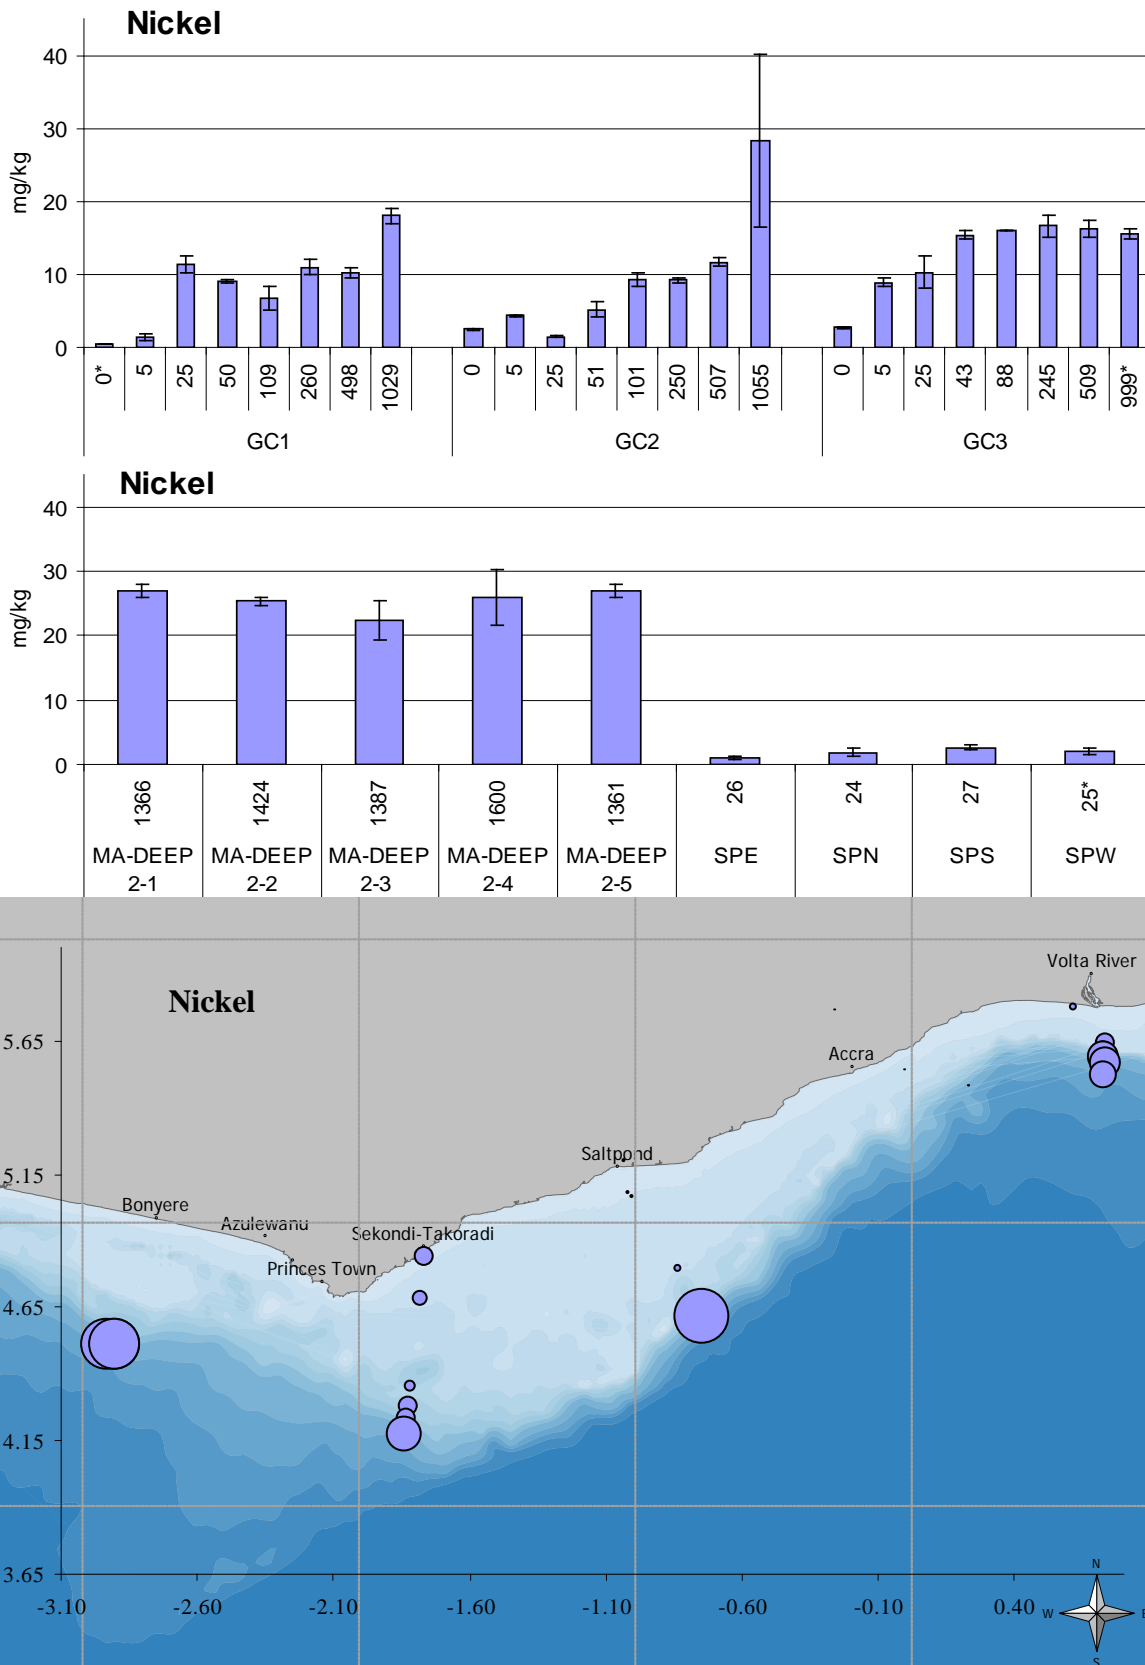 Nickel
40
30
20
10
0
mg/kg
0* 5 25 50 109 260 498 1029 0 5 25 51 101 250 507 1055 0 5 25 43 88 245 509 999*
GC1 GC2 GC3
Nickel
40
30
20
10
0
mg/kg
1366 1424 1387 1600 1361 26 24 27 25*
MA-DEEP MA-DEEP MA-DEEP MA-DEEP MA-DEEP SPE SPN SPS SPW
2-1 2-2 2-3 2-4 2-5
Volta River
Nickel
5.65
Accra
Saltpond
5.15
Bonyere
Azulewanu
Sekondi-Takoradi
Princes Town
4.65
4.15
3.65
N
-3.10 -2.60 -2.10 -1.60 -1.10 -0.60 -0.10 0.40
W E
S